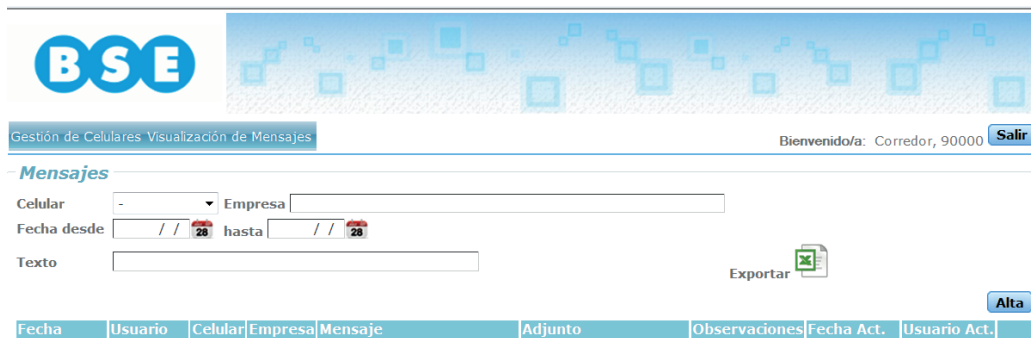 BSE
Gestión de Celulares Visualización de Mensajes
Bienvenido/a: Corredor, 90000 Salir
Mensajes
Celular - Empresa
Fecha desde / / 28 hasta / / 28
Texto
Exportar
Alta
Fecha Usuario Celular Empresa Mensaje Adjunto Observaciones Fecha Act. Usuario Act.